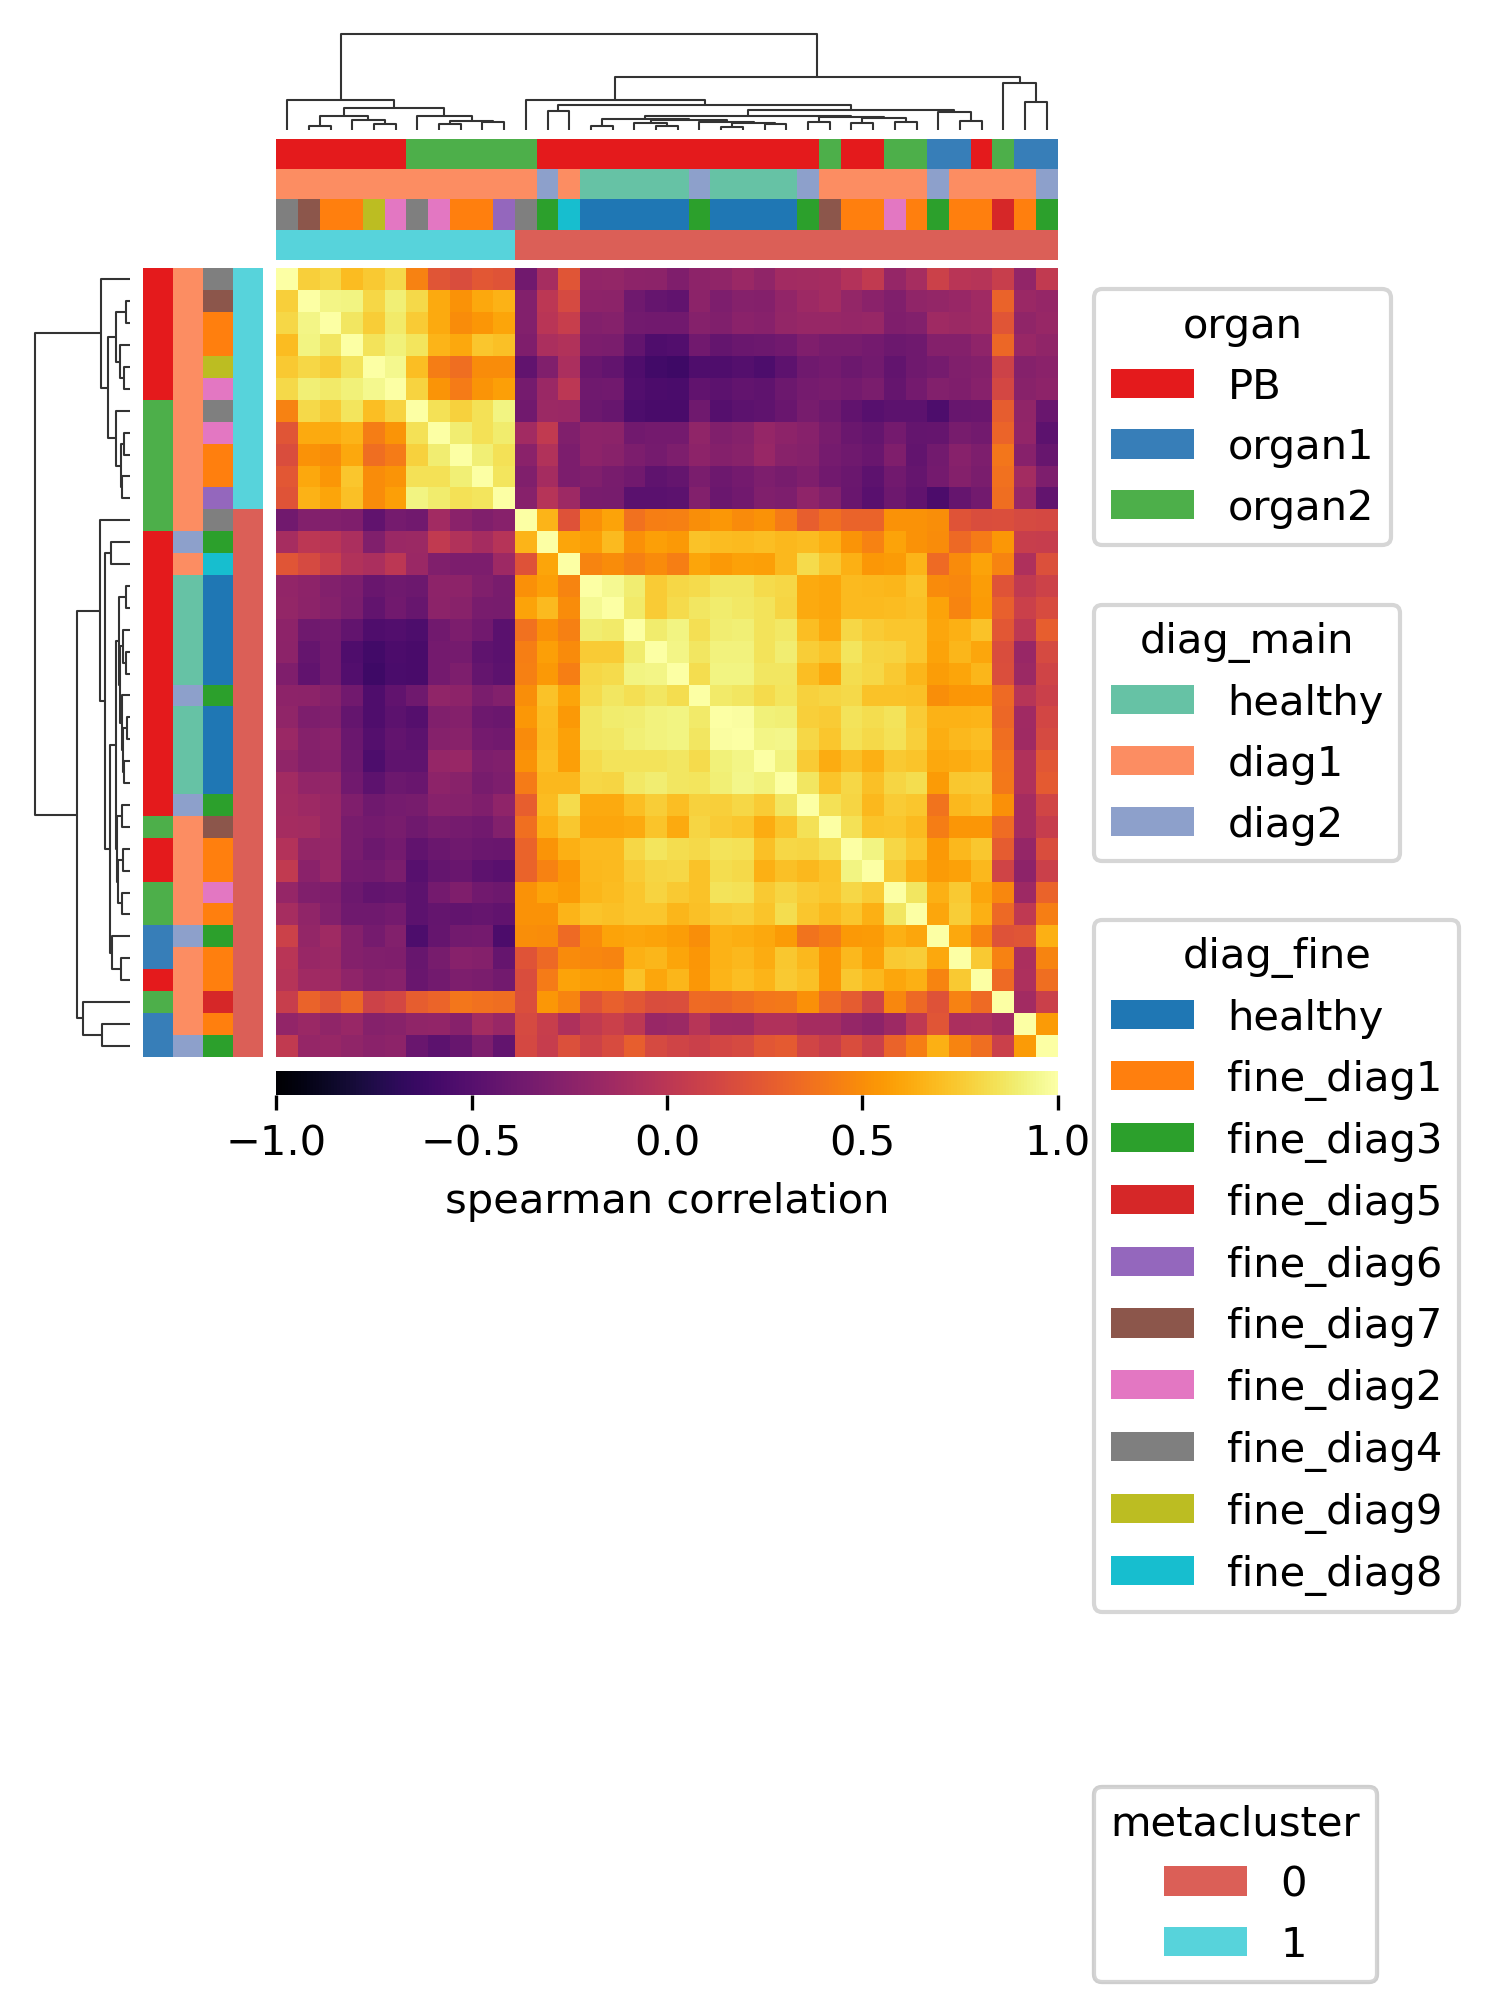 organ
PB
organ1
organ2
diag_main
healthy
diag1
diag2
diag_fine
healthy
fine_diag1
fine_diag3
fine_diag5
fine_diag6
fine_diag7
fine_diag2
fine_diag4
fine_diag9
fine_diag8
−1.0 −0.5 0.0 0.5 1.0
spearman correlation
metacluster
0
1